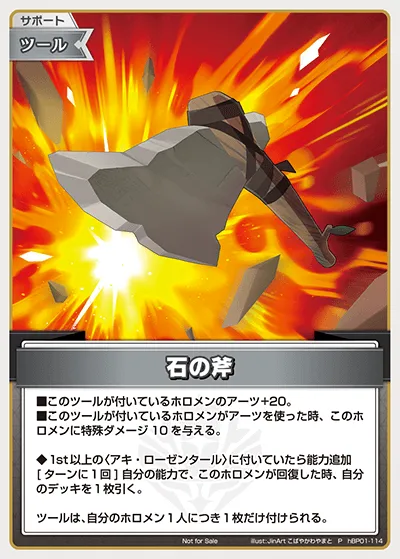 サポート
ツール
石の斧
■このツールが付いているホロメンのアーツ+20。
■このツールが付いているホロメンがアーツを使った時、このホ
ロメンに特殊ダメージ 10 を与える。
◆1st以上の〈アキ・ローゼンタール〉に付いていたら能力追加
[ターンに1回] 自分の能力で、このホロメンが回復した時、自分
のデッキを1枚引く。
ツールは、自分のホロメン1人につき1枚だけ付けられる。
Not for Sale illust:JinArt こばやかわやまと P hBP01-114